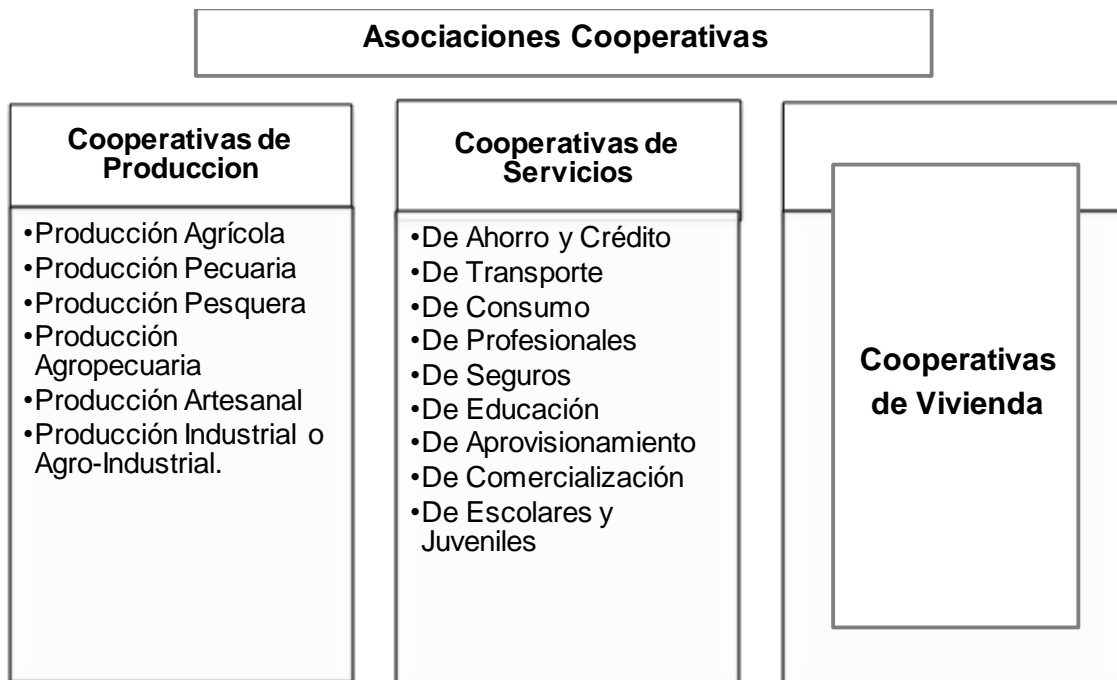 Asociaciones Cooperativas
Cooperativas de
Produccion
•Producción Agrícola
•Producción Pecuaria
•Producción Pesquera
•Producción
Agropecuaria
•Producción Artesanal
•Producción Industrial o
Agro-Industrial.
Cooperativas de
Servicios
•De Ahorro y Crédito
•De Transporte
•De Consumo
•De Profesionales
•De Seguros
•De Educación
•De Aprovisionamiento
•De Comercialización
•De Escolares y
Juveniles
Cooperativas
de Vivienda